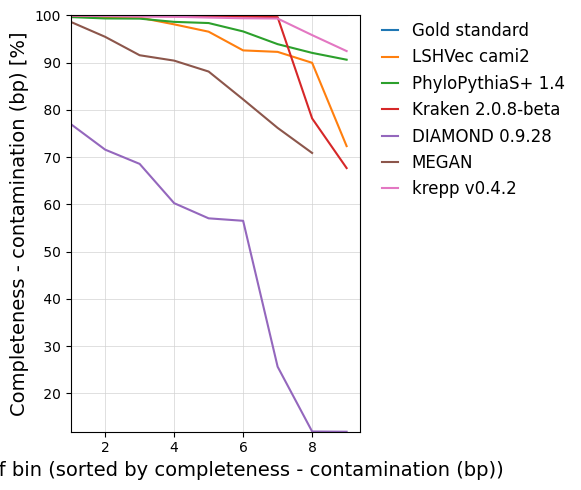 Completeness - contamination (bp) [%]
100
90
80
70
60
50
40
30
20
2
4
6
8
f bin (sorted by completeness - contamination (bp))
Gold standard
LSHVec cami2
PhyloPythiaS+ 1.4
Kraken 2.0.8-beta
DIAMOND 0.9.28
MEGAN
krepp v0.4.2